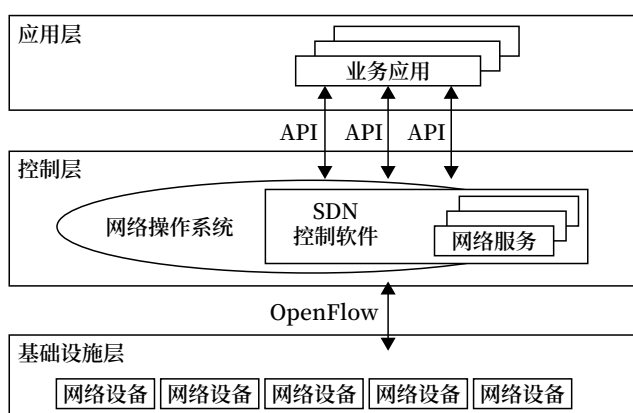 应用层
业务应用
API API API
控制层
网络操作系统
SDN
控制软件
网络服务
OpenFlow
基础设施层
网络设备 网络设备 网络设备 网络设备 网络设备